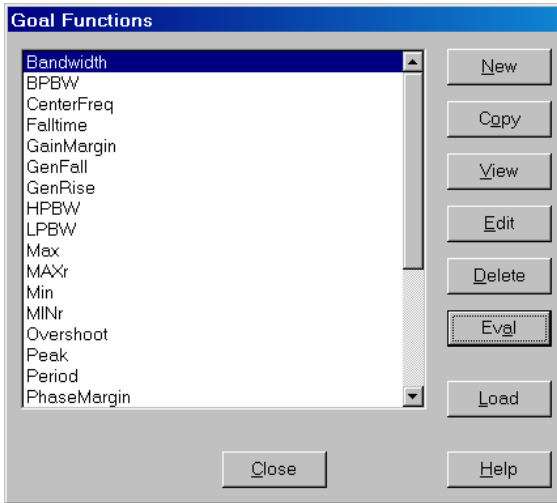 Goal Functions
Bandwidth
BPBW
CenterFreq
Falltime
GainMargin
GenFall
GenRise
HPBW
LPBW
Max
MAXr
Min
MINr
Overshoot
Peak
Period
PhaseMargin
New
Copy
View
Edit
Delete
Eval
Load
Close
Help